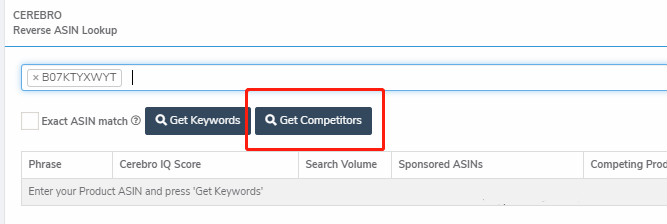 CEREBRO
Reverse ASIN Lookup
× B07KTYXWYT
Exact ASIN match ? Get Keywords Get Competitors
Phrase Cerebro IQ Score Search Volume Sponsored ASINs Competing Prod
Enter your Product ASIN and press 'Get Keywords'